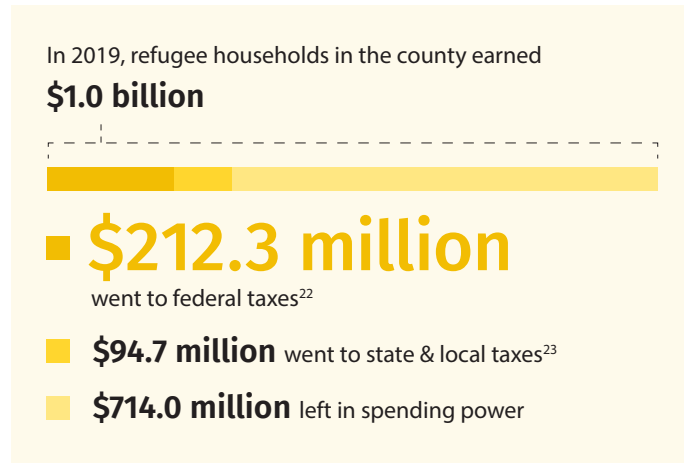 In 2019, refugee households in the county earned
$1.0 billion
$212.3 million
went to federal taxes²²
$94.7 million went to state & local taxes²³
$714.0 million left in spending power